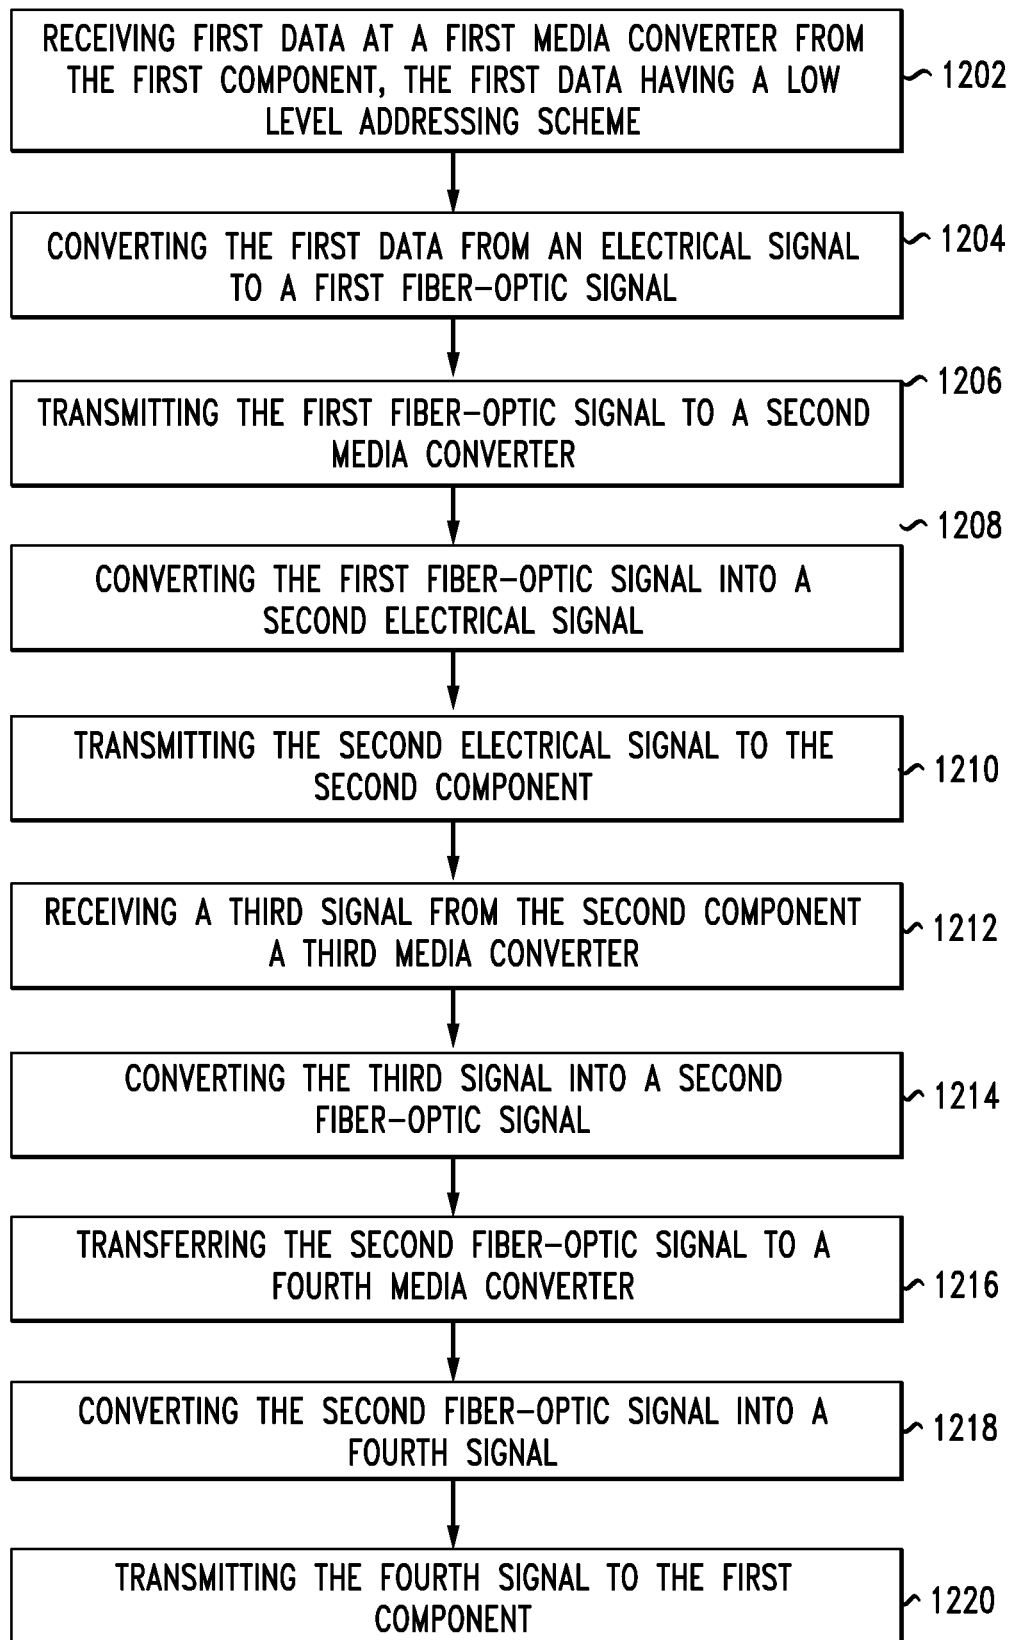 RECEIVING FIRST DATA AT A FIRST MEDIA CONVERTER FROM
THE FIRST COMPONENT, THE FIRST DATA HAVING A LOW
LEVEL ADDRESSING SCHEME
1202
CONVERTING THE FIRST DATA FROM AN ELECTRICAL SIGNAL
TO A FIRST FIBER-OPTIC SIGNAL
1204
TRANSMITTING THE FIRST FIBER-OPTIC SIGNAL TO A SECOND
MEDIA CONVERTER
1206
CONVERTING THE FIRST FIBER-OPTIC SIGNAL INTO A
SECOND ELECTRICAL SIGNAL
1208
TRANSMITTING THE SECOND ELECTRICAL SIGNAL TO THE
SECOND COMPONENT
1210
RECEIVING A THIRD SIGNAL FROM THE SECOND COMPONENT
A THIRD MEDIA CONVERTER
1212
CONVERTING THE THIRD SIGNAL INTO A SECOND
FIBER-OPTIC SIGNAL
1214
TRANSFERRING THE SECOND FIBER-OPTIC SIGNAL TO A
FOURTH MEDIA CONVERTER
1216
CONVERTING THE SECOND FIBER-OPTIC SIGNAL INTO A
FOURTH SIGNAL
1218
TRANSMITTING THE FOURTH SIGNAL TO THE FIRST
COMPONENT
1220